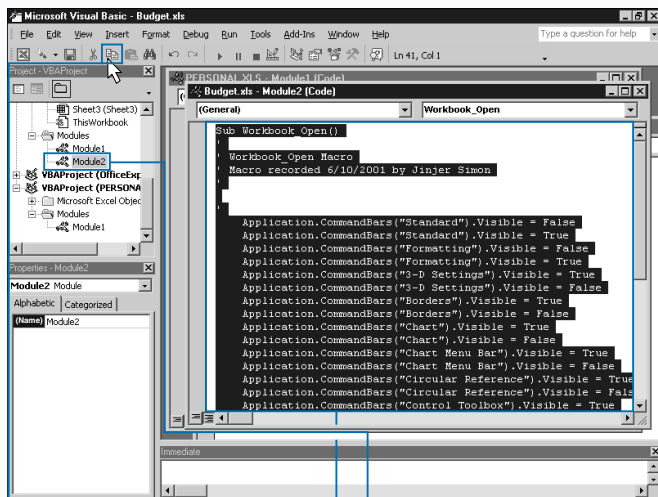 Microsoft Visual Basic - Budget.xls
File Edit View Insert Format Debug Run Tools Add-Ins Window Help
Type a question for help
Ln 41, Col 1
Project - VBAProject
Sheet3 (Sheet3)
ThisWorkbook
Modules
Module1
Module2
VBAProject (OfficeExp
VBAProject (PERSONA
Microsoft Excel Objec
Modules
Module1
Properties - Module2
Module2 Module
Alphabetic Categorized
(Name) Module2
PERSONAL.XLS - Module1 (Code)
Budget.xls - Module2 (Code)
(General) Workbook_Open
Sub Workbook_Open()
'
' Workbook_Open Macro
' Macro recorded 6/10/2001 by Jinjer Simon
'
'
Application.CommandBars("Standard").Visible = False
Application.CommandBars("Standard").Visible = True
Application.CommandBars("Formatting").Visible = False
Application.CommandBars("Formatting").Visible = True
Application.CommandBars("3-D Settings").Visible = True
Application.CommandBars("3-D Settings").Visible = False
Application.CommandBars("Borders").Visible = True
Application.CommandBars("Borders").Visible = False
Application.CommandBars("Chart").Visible = True
Application.CommandBars("Chart").Visible = False
Application.CommandBars("Chart Menu Bar").Visible = True
Application.CommandBars("Chart Menu Bar").Visible = False
Application.CommandBars("Circular Reference").Visible = True
Application.CommandBars("Circular Reference").Visible = Fals
Application.CommandBars("Control Toolbox").Visible = True
Immediate